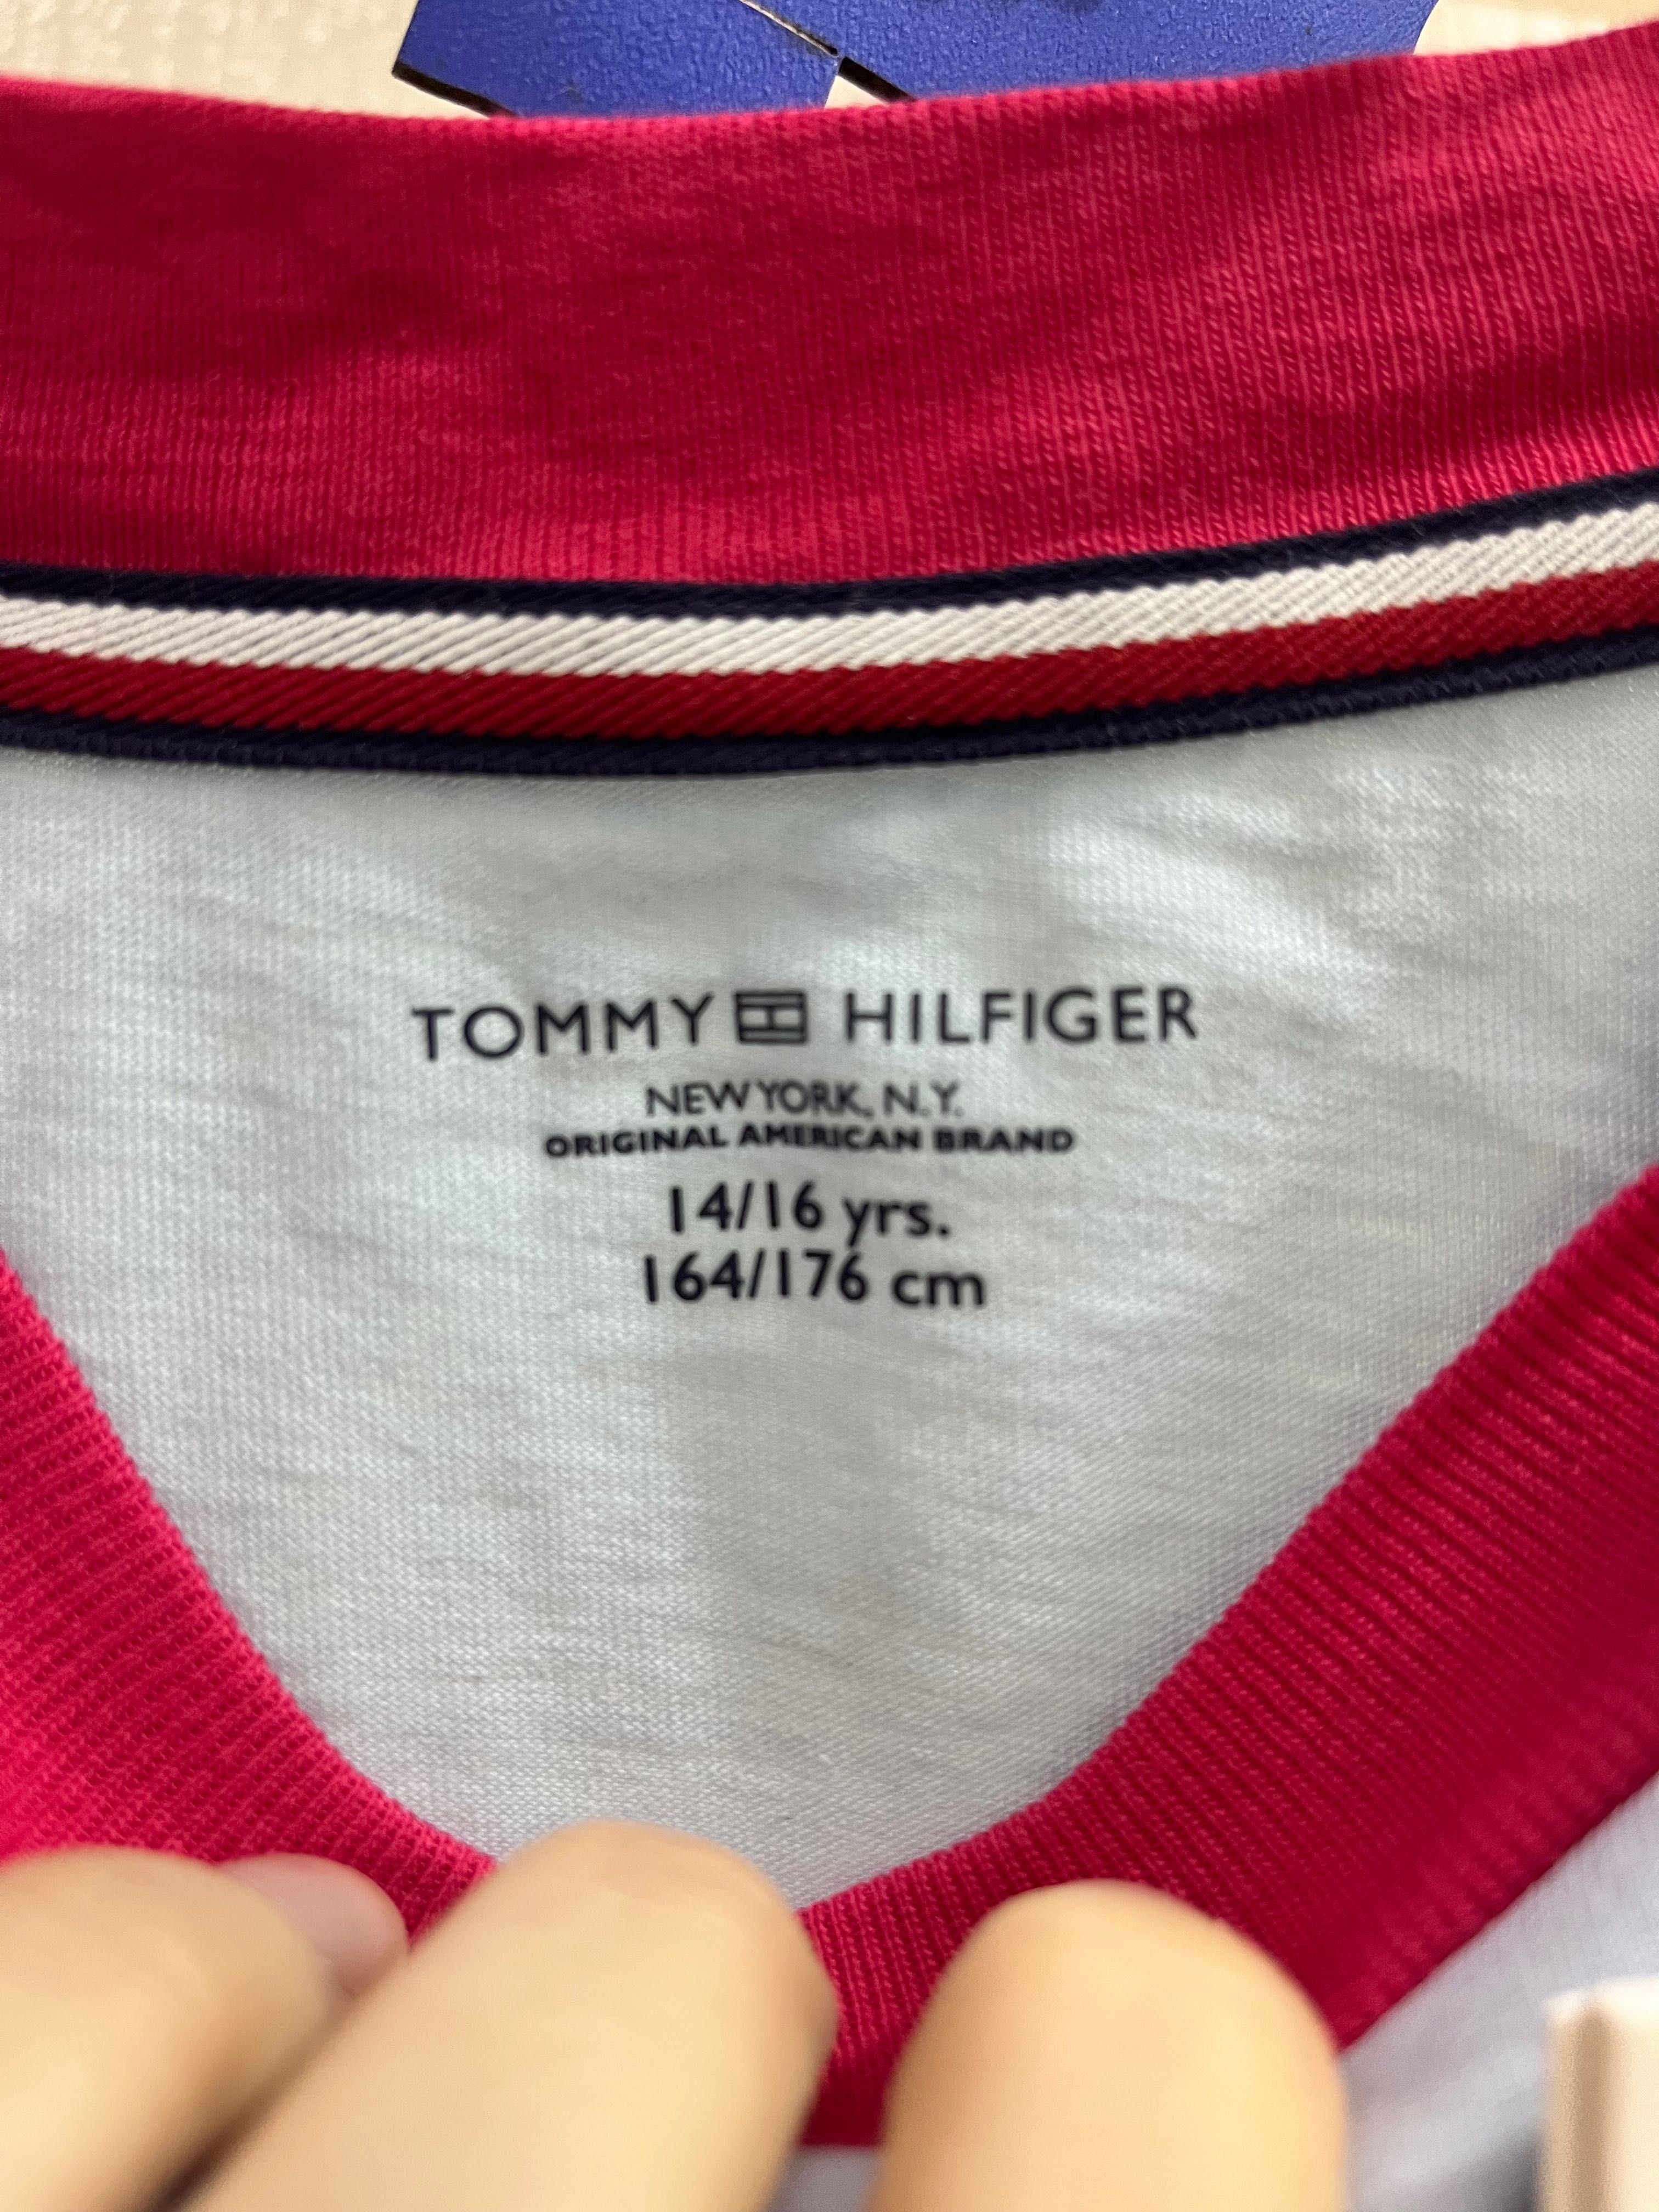 TOMMY HILFIGER
NEW YORK, N.Y.
ORIGINAL AMERICAN BRAND
14/16 yrs.
164/176 cm